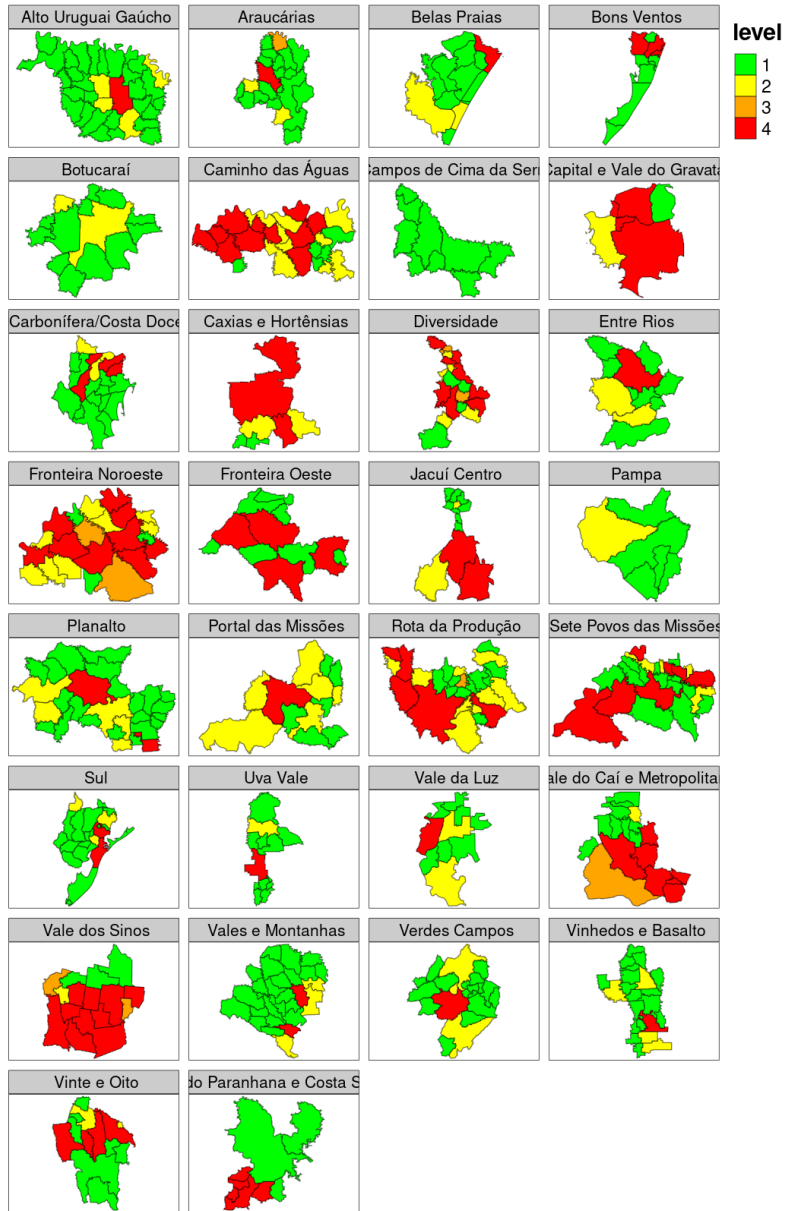 Alto Uruguai Gaúcho
Araucárias
Belas Praias
Bons Ventos
level
1
2
3
4
Botucaraí
Caminho das Águas
Campos de Cima da Serr
Capital e Vale do Gravata
Carbonífera/Costa Doce
Caxias e Hortênsias
Diversidade
Entre Rios
Fronteira Noroeste
Fronteira Oeste
Jacuí Centro
Pampa
Planalto
Portal das Missões
Rota da Produção
Sete Povos das Missões
Sul
Uva Vale
Vale da Luz
ale do Caí e Metropolita
Vale dos Sinos
Vales e Montanhas
Verdes Campos
Vinhedos e Basalto
Vinte e Oito
do Paranhana e Costa S